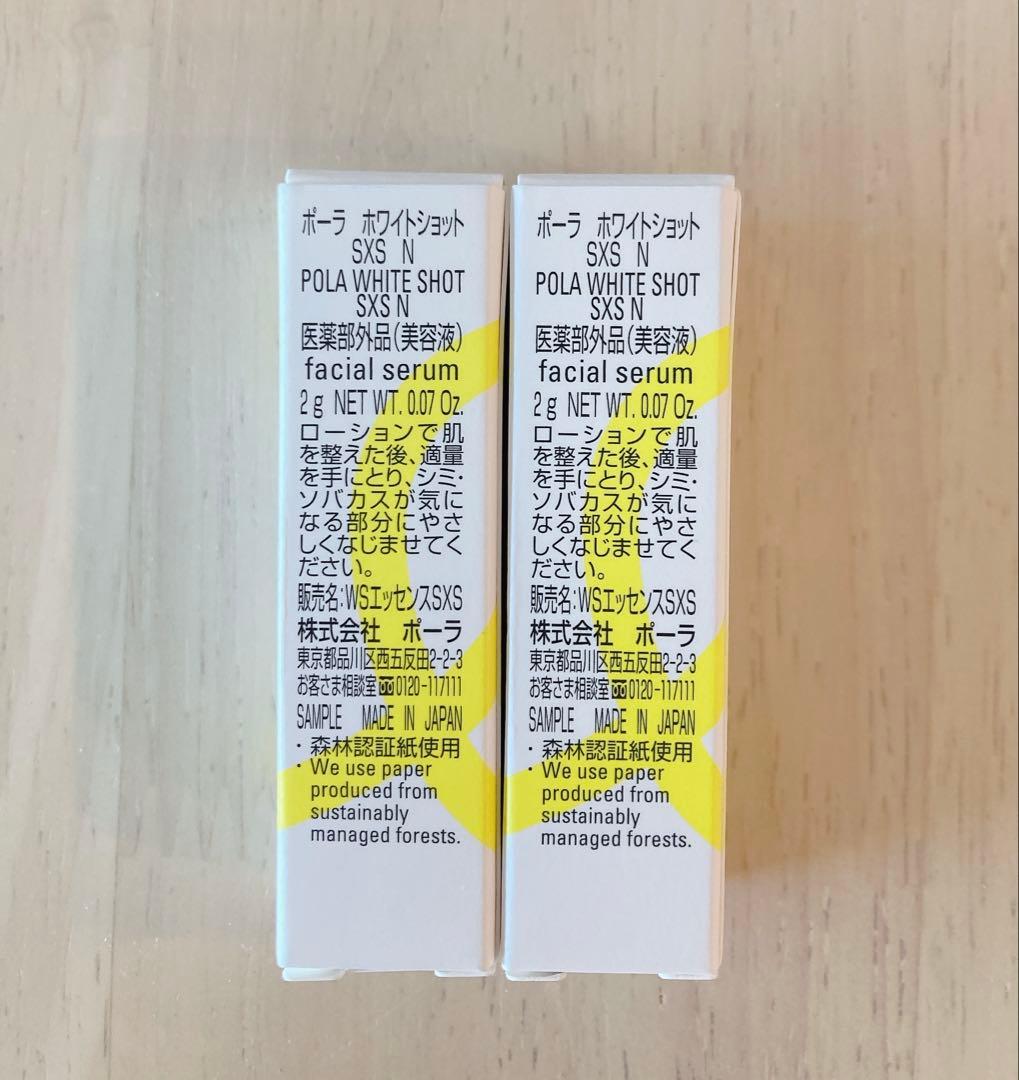 ポーラ ホワイトショット
SXS N
POLA WHITE SHOT
SXS N
医薬部外品(美容液)
facial serum
2g NET WT. 0.07 Oz.
ローションで肌
を整えた後、適量
を手にとり、シミ・
ソバカスが気に
なる部分にやさ
しくなじませてく
ださい。
販売名:WSエッセンスSXS
株式会社 ポーラ
東京都品川区西五反田2-2-3
お客さま相談室 0120-117111
SAMPLE MADE IN JAPAN
・森林認証紙使用
・We use paper
produced from
sustainably
managed forests.
ポーラ ホワイトショット
SXS N
POLA WHITE SHOT
SXS N
医薬部外品(美容液)
facial serum
2g NET WT. 0.07 Oz.
ローションで肌
を整えた後、適量
を手にとり、シミ・
ソバカスが気に
なる部分にやさ
しくなじませてく
ださい。
販売名:WSエッセンスSXS
株式会社 ポーラ
東京都品川区西五反田2-2-3
お客さま相談室 0120-117111
SAMPLE MADE IN JAPAN
・森林認証紙使用
・We use paper
produced from
sustainably
managed forests.